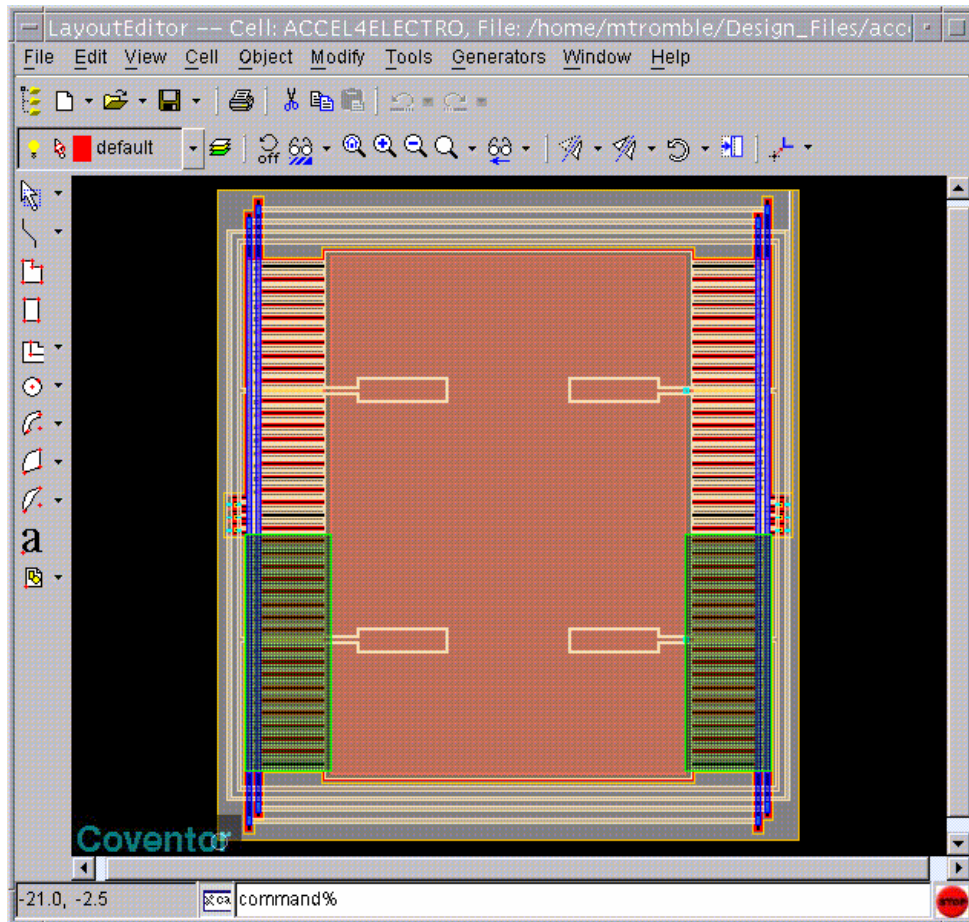 LayoutEditor -- Cell: ACCEL4ELECTRO, File: /home/mtromble/Design_Files/acc
File Edit View Cell Object Modify Tools Generators Window Help
default
off
a
Coventor
-21.0, -2.5
command%